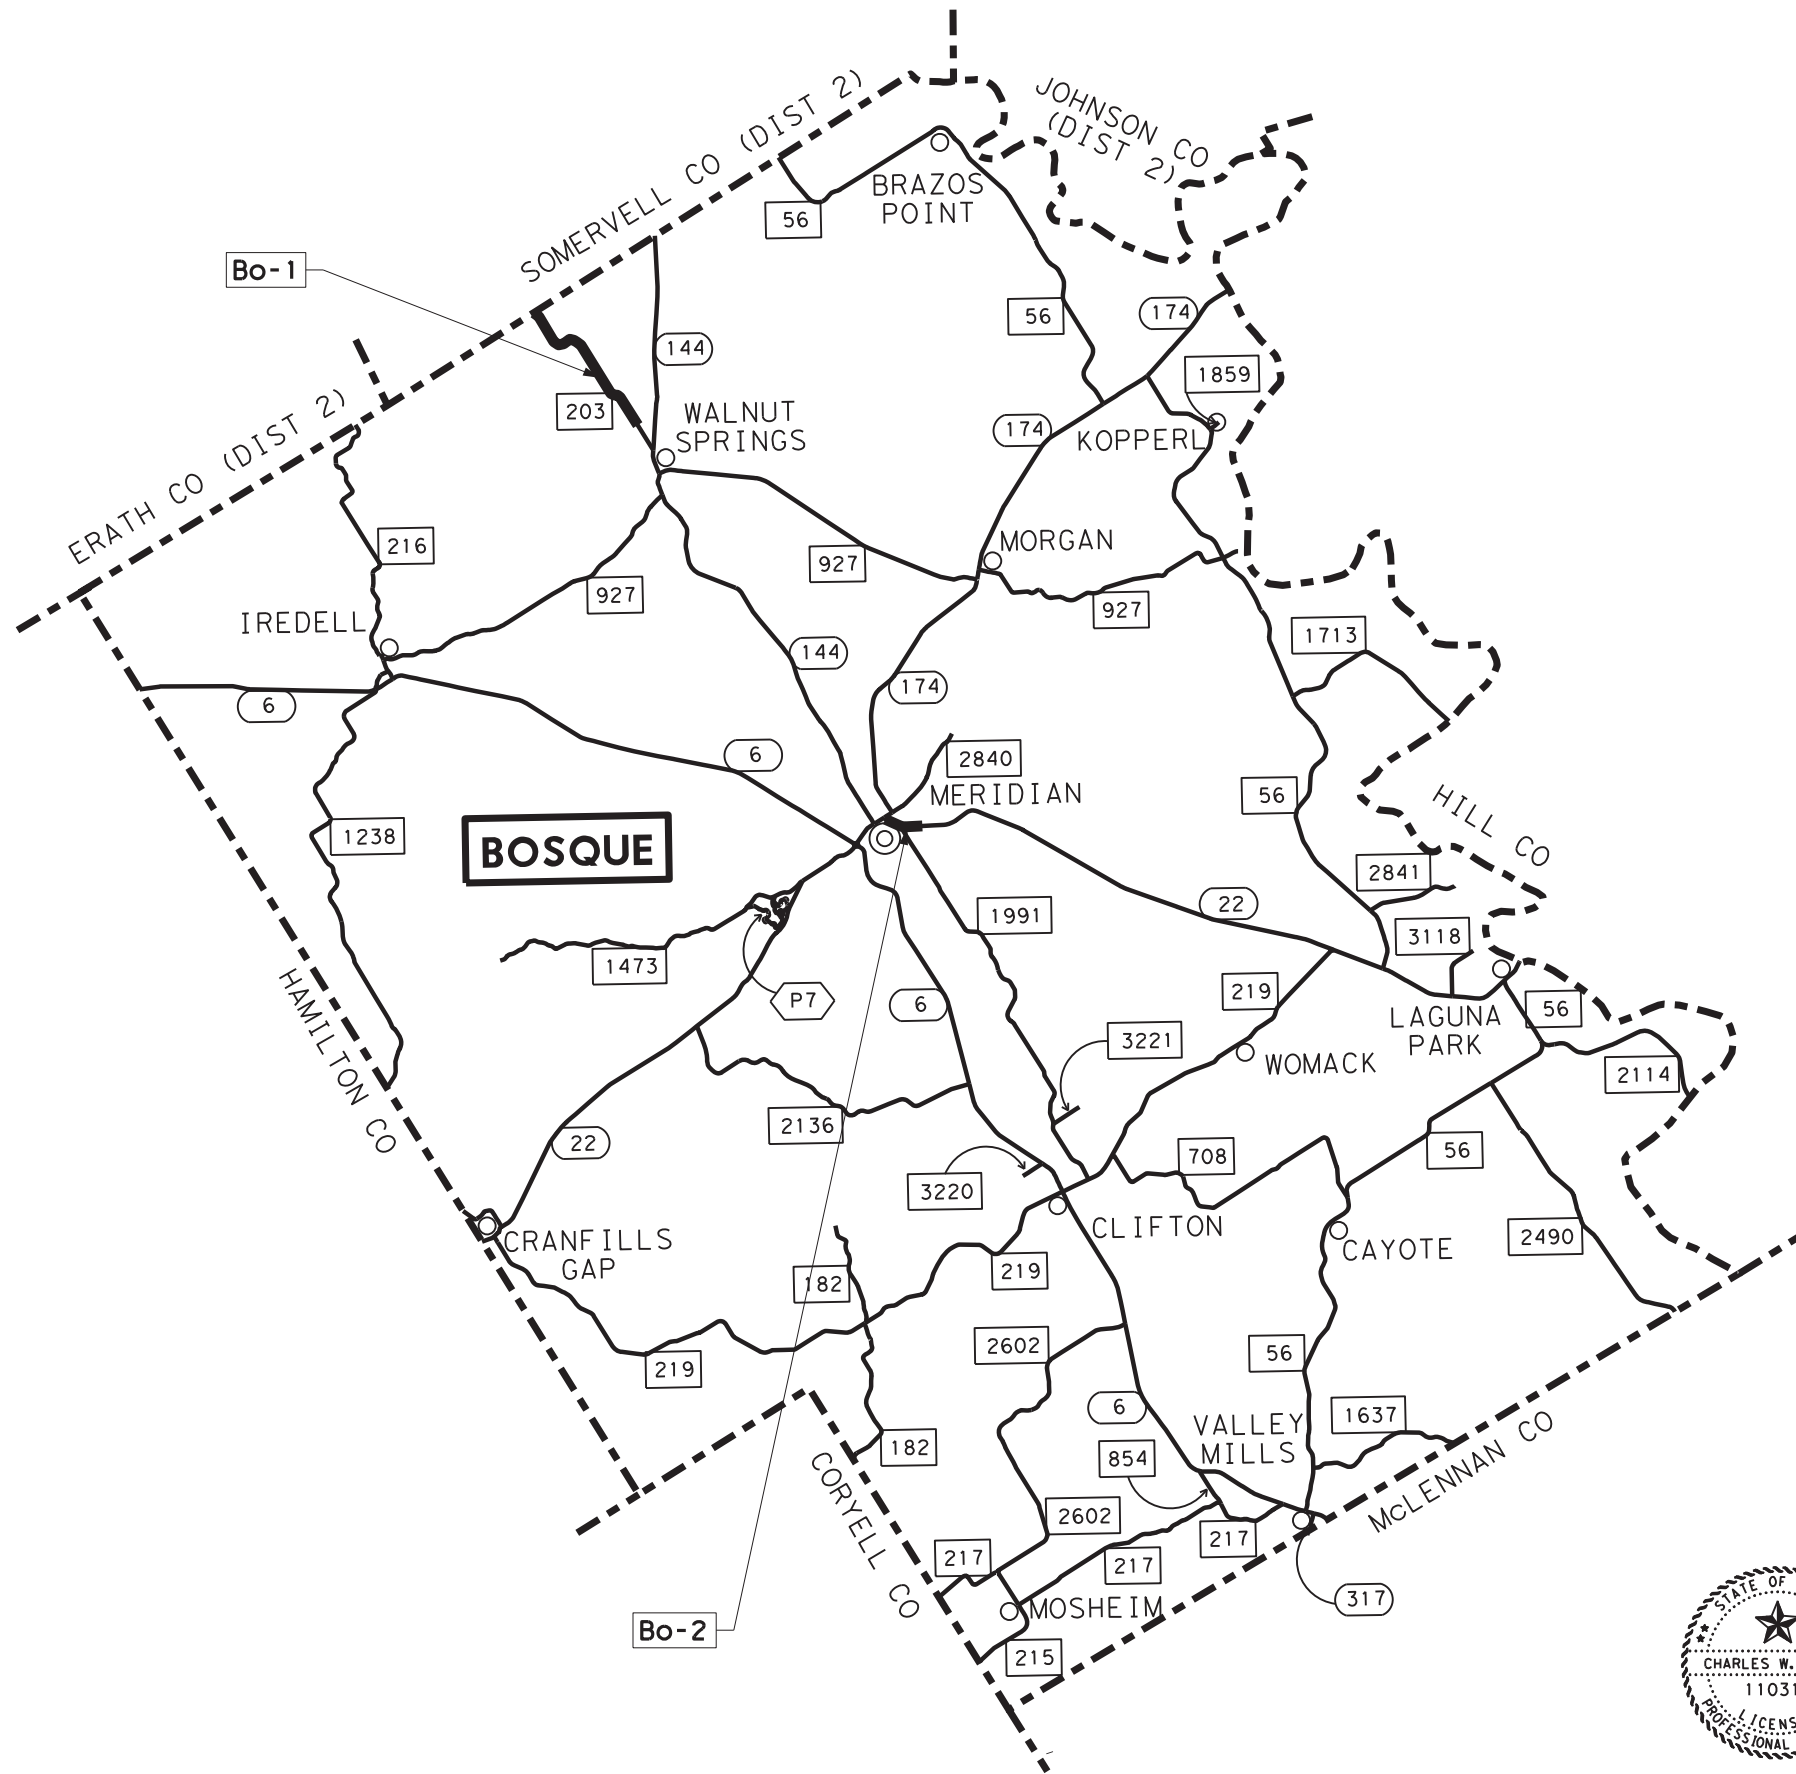 JOHNSON CO
(DIST 2)
SOMERVELL CO (DIST 2)
BRAZOS
POINT
56
Bo-1
56
174
144
1859
203
WALNUT
SPRINGS
174
KOPPERL
ERATH CO (DIST 2)
216
MORGAN
927
927
927
IREDELL
1713
144
174
6
6
2840
MERIDIAN
56
HILL CO
1238
BOSQUE
2841
22
1991
3118
1473
P7
6
219
56
LAGUNA
PARK
HAMILTON CO
3221
WOMACK
2114
2136
22
708
56
3220
CLIFTON
CRANFILLS
GAP
CAYOTE
2490
182
219
2602
56
219
6
VALLEY
MILLS
1637
182
854
McLENNAN CO
CORYELL CO
2602
217
217
217
317
MOSHEIM
Bo-2
215
STATE OF
CHARLES W.
11031
LICENS
PROFESSIONAL